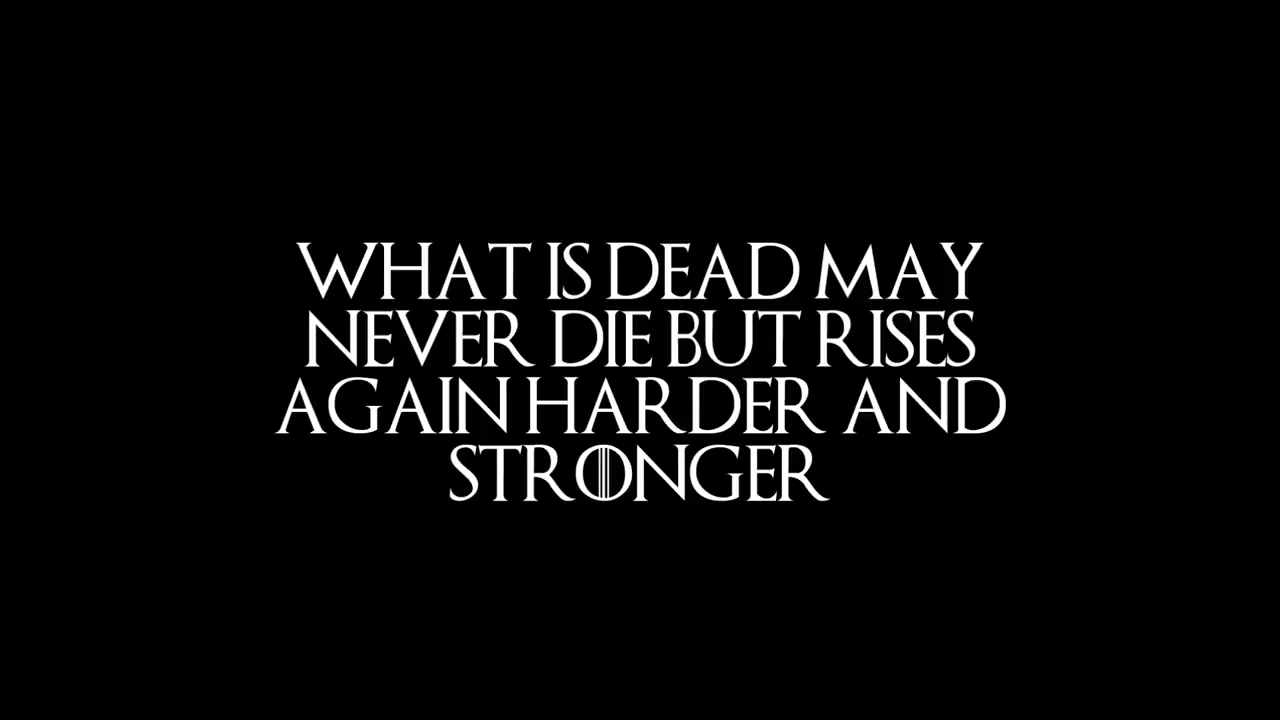 WHAT IS DEAD MAY
NEVER DIE BUT RISES
AGAIN HARDER AND
STRONGER